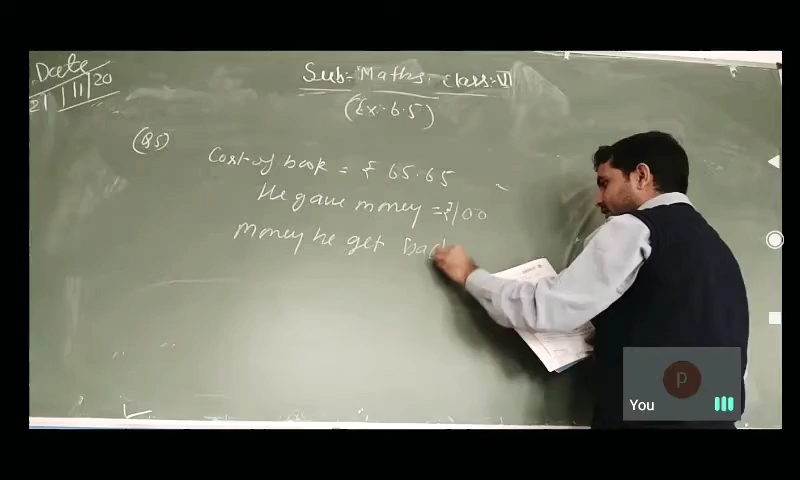 Date
21/11/20
Sub:- Maths. Class:- VI
(Ex. 6.5)
(Q5)
Cost of book = ₹ 65.65
He gave money = ₹100
Money he get bac
P
You